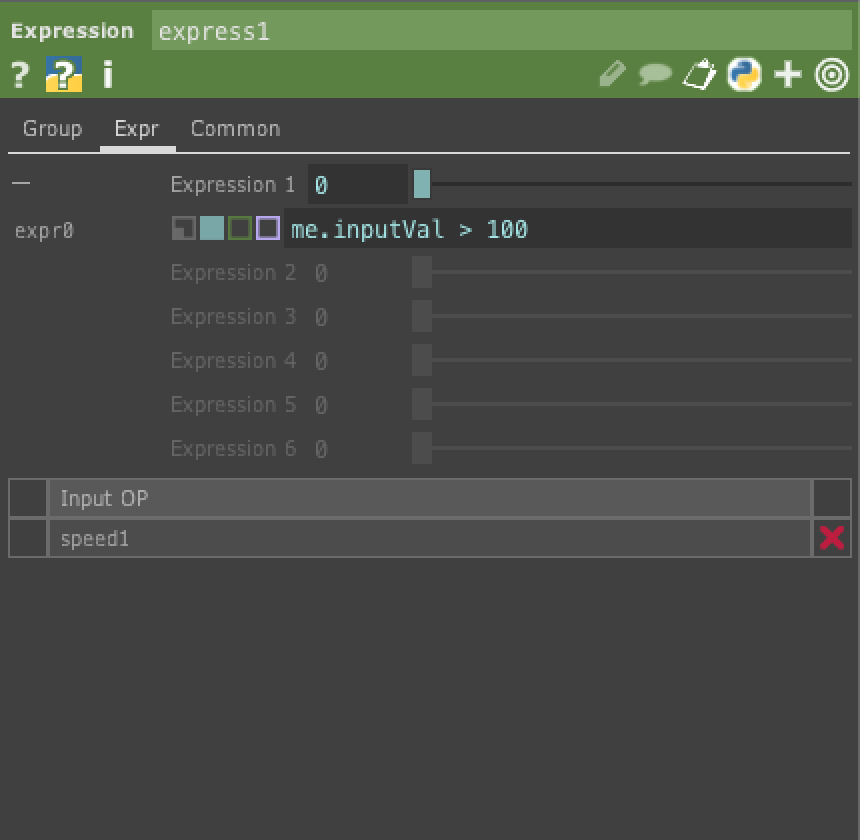 Expression express1
? ? i
Group Expr Common
Expression 1 0
expr0 me.inputVal > 100
Expression 2 0
Expression 3 0
Expression 4 0
Expression 5 0
Expression 6 0
Input OP
speed1